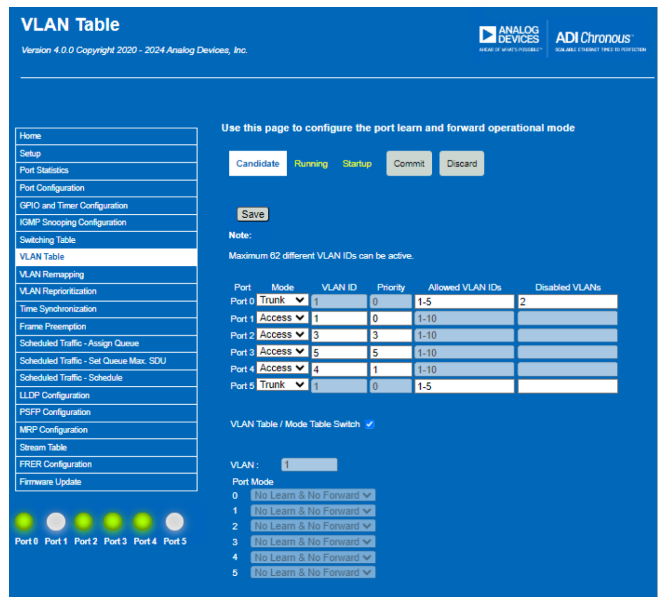 VLAN Table
Version 4.0.0 Copyright 2020 - 2024 Analog Devices, Inc.
ANALOG DEVICES
AHEAD OF WHAT'S POSSIBLE™
ADI Chronous™
SCALABLE ETHERNET TIMED TO PERFECTION
Home
Setup
Port Statistics
Port Configuration
GPIO and Timer Configuration
IGMP Snooping Configuration
Switching Table
VLAN Table
VLAN Remapping
VLAN Reprioritization
Time Synchronization
Frame Preemption
Scheduled Traffic - Assign Queue
Scheduled Traffic - Set Queue Max. SDU
Scheduled Traffic - Schedule
LLDP Configuration
PSFP Configuration
MRP Configuration
Stream Table
FRER Configuration
Firmware Update
Port 0 Port 1 Port 2 Port 3 Port 4 Port 5
Use this page to configure the port learn and forward operational mode
Candidate Running Startup Commit Discard
Save
Note:
Maximum 62 different VLAN IDs can be active.
Port Mode VLAN ID Priority Allowed VLAN IDs Disabled VLANs
Port 0 Trunk 1 0 1-5 2
Port 1 Access 1 0 1-10
Port 2 Access 3 3 1-10
Port 3 Access 5 5 1-10
Port 4 Access 4 1 1-10
Port 5 Trunk 1 0 1-5
VLAN Table / Mode Table Switch
VLAN : 1
Port Mode
0 No Learn & No Forward
1 No Learn & No Forward
2 No Learn & No Forward
3 No Learn & No Forward
4 No Learn & No Forward
5 No Learn & No Forward